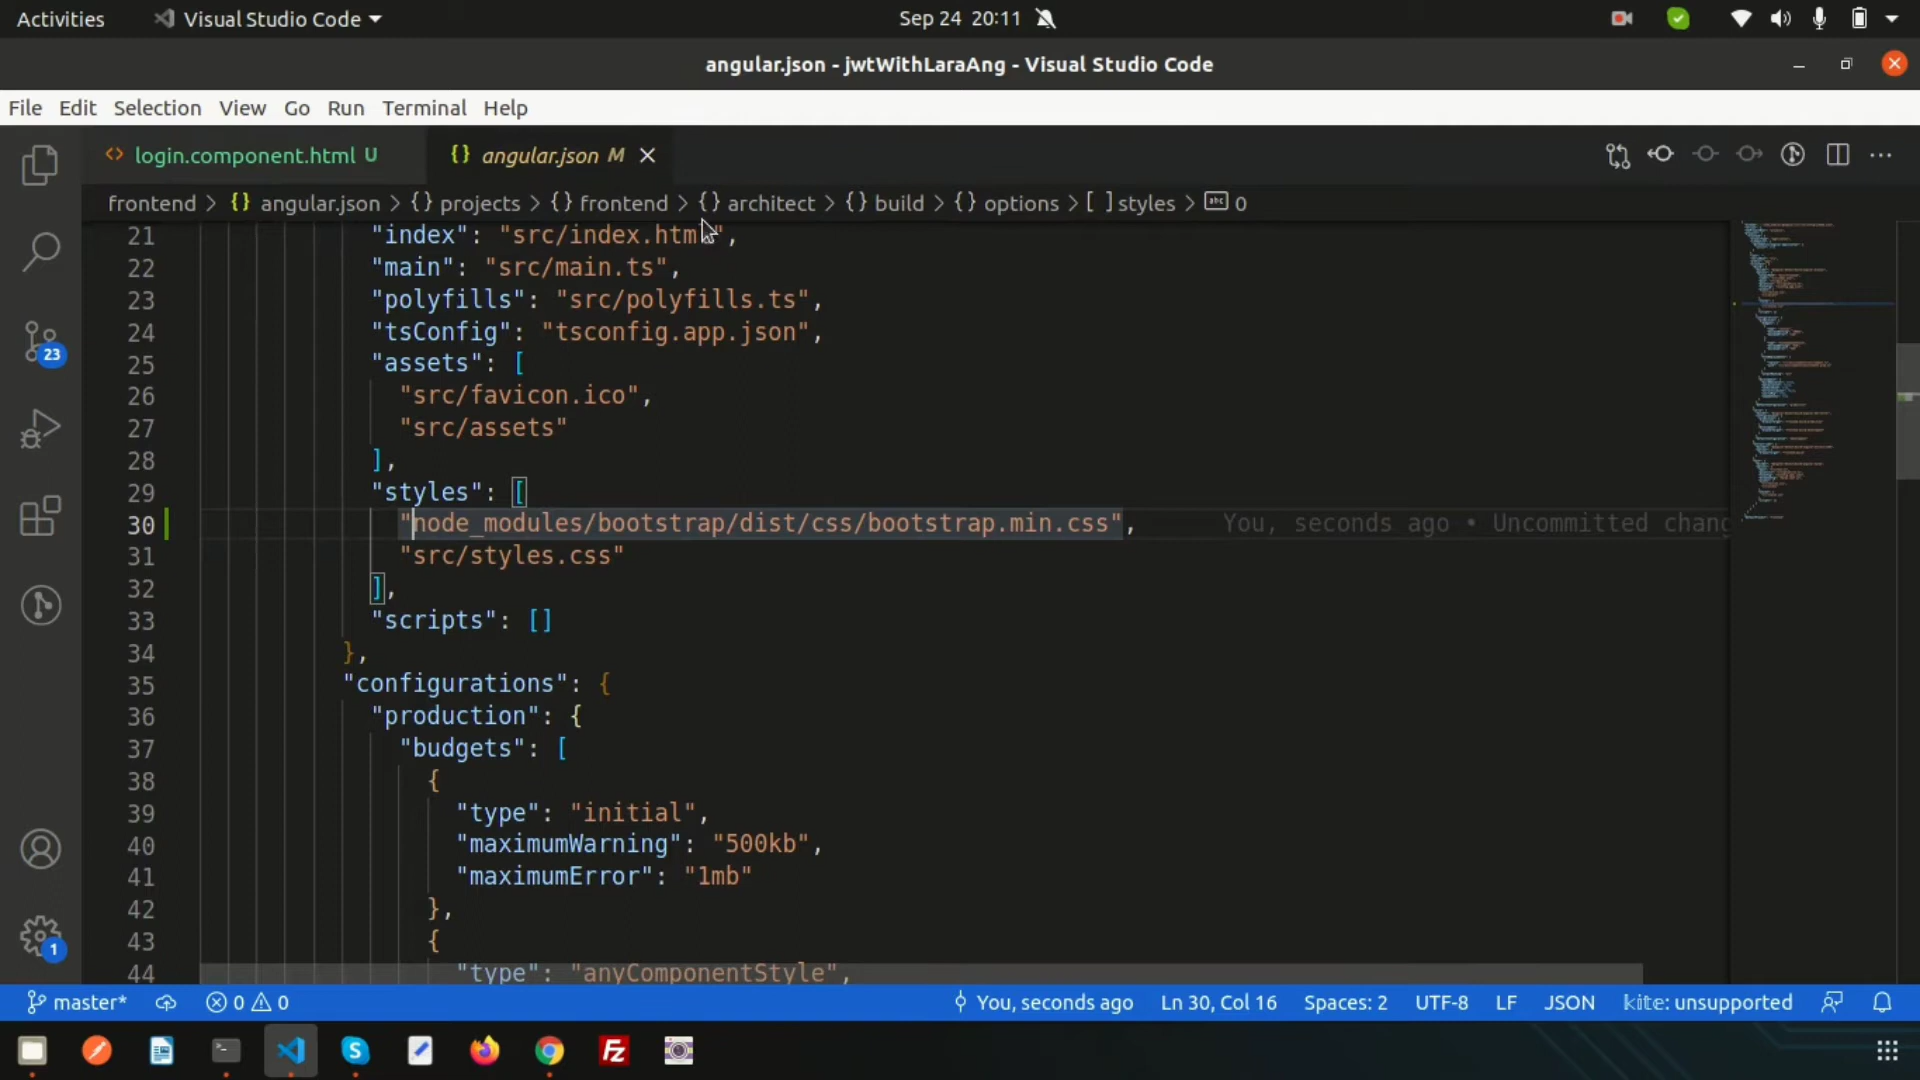 Activities Visual Studio Code Sep 24 20:11
angular.json - jwtWithLaraAng - Visual Studio Code
File Edit Selection View Go Run Terminal Help
login.component.html U angular.json M
frontend > {} angular.json > {} projects > {} frontend > {} architect > {} build > {} options > [ ] styles > abc 0
21 "index": "src/index.html",
22 "main": "src/main.ts",
23 "polyfills": "src/polyfills.ts",
24 "tsConfig": "tsconfig.app.json",
25 "assets": [
26 "src/favicon.ico",
27 "src/assets"
28 ],
29 "styles": [
30 "node_modules/bootstrap/dist/css/bootstrap.min.css", You, seconds ago • Uncommitted chang
31 "src/styles.css"
32 ],
33 "scripts": []
34 },
35 "configurations": {
36 "production": {
37 "budgets": [
38 {
39 "type": "initial",
40 "maximumWarning": "500kb",
41 "maximumError": "1mb"
42 },
43 {
44 "type": "anyComponentStyle",
23
1
master* 0 0 You, seconds ago Ln 30, Col 16 Spaces: 2 UTF-8 LF JSON kite: unsupported